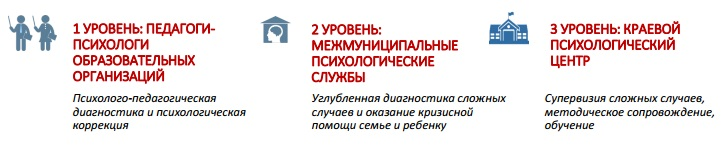 1 УРОВЕНЬ: ПЕДАГОГИ-
ПСИХОЛОГИ
ОБРАЗОВАТЕЛЬНЫХ
ОРГАНИЗАЦИЙ
Психолого-педагогическая
диагностика и психологическая
коррекция
2 УРОВЕНЬ:
МЕЖМУНИЦИПАЛЬНЫЕ
ПСИХОЛОГИЧЕСКИЕ
СЛУЖБЫ
Углубленная диагностика сложных
случаев и оказание кризисной
помощи семье и ребенку
3 УРОВЕНЬ: КРАЕВОЙ
ПСИХОЛОГИЧЕСКИЙ
ЦЕНТР
Супервизия сложных случаев,
методическое сопровождение,
обучение